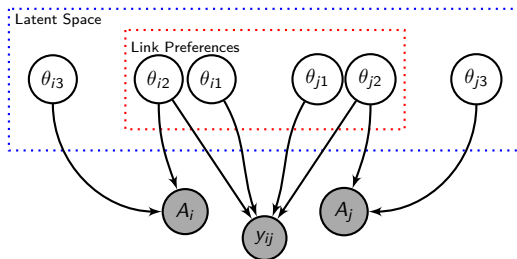 Latent Space
Link Preferences
θi3 θi2 θi1 θj1 θj2 θj3
Ai Aj
yij